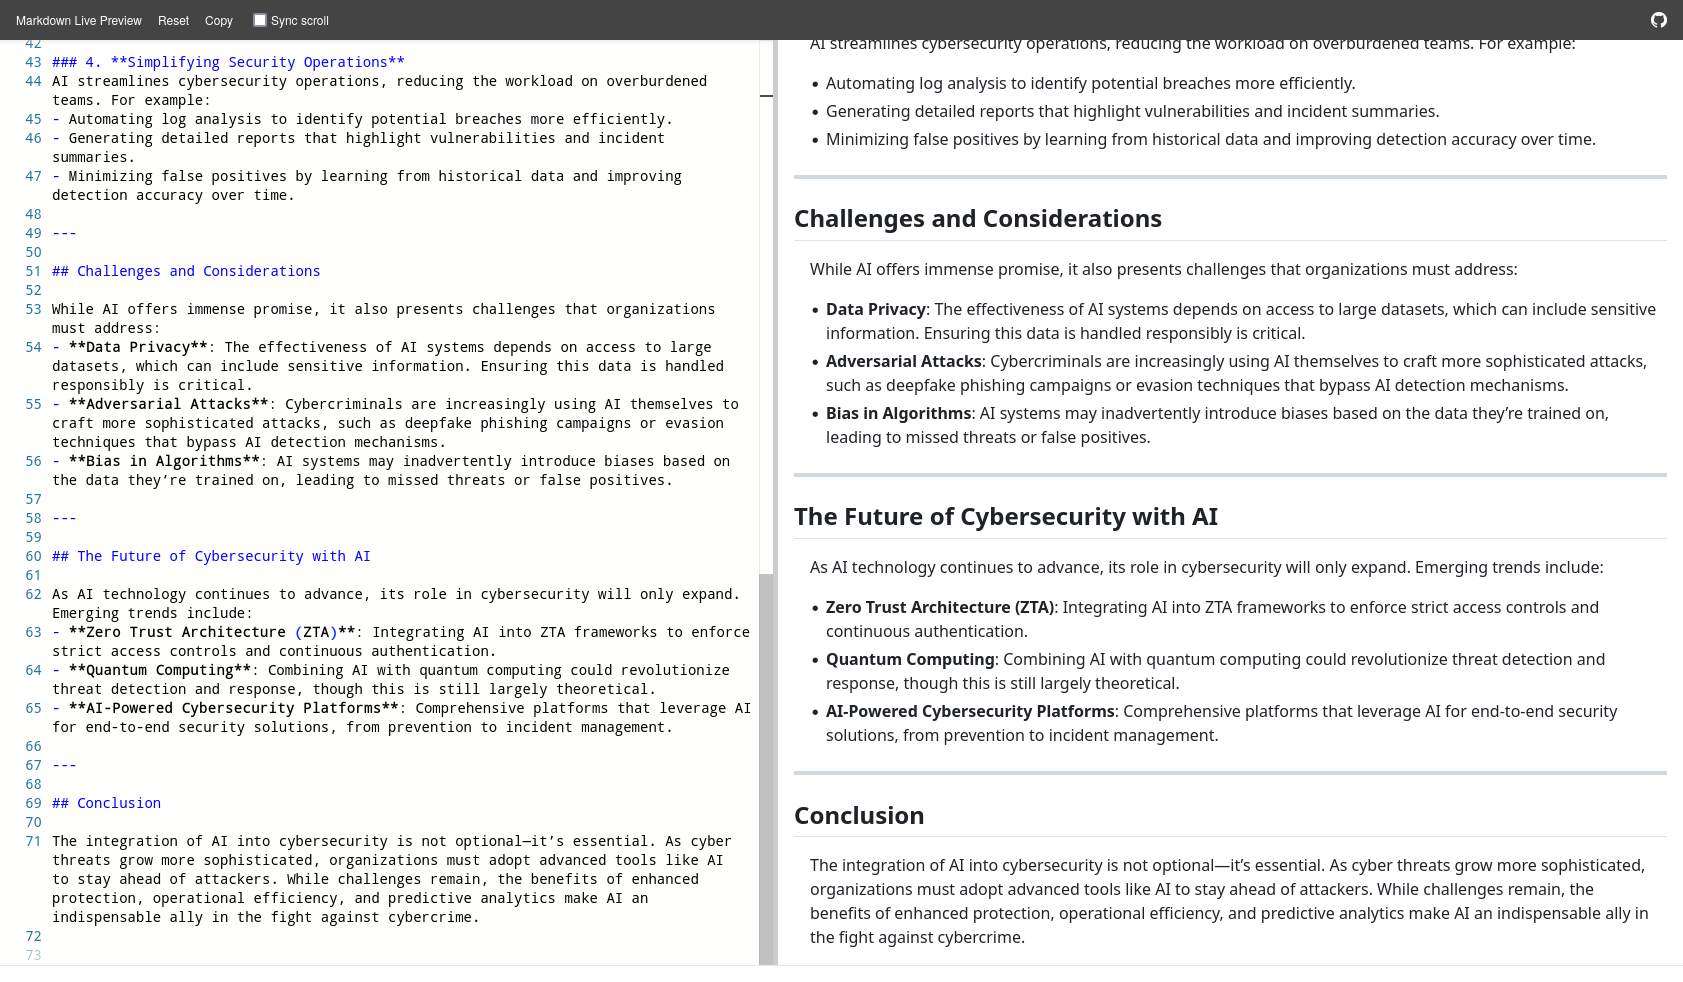 Markdown Live Preview Reset Copy Sync scroll
42
43 ### 4. **Simplifying Security Operations**
44 AI streamlines cybersecurity operations, reducing the workload on overburdened
teams. For example:
45 - Automating log analysis to identify potential breaches more efficiently.
46 - Generating detailed reports that highlight vulnerabilities and incident
summaries.
47 - Minimizing false positives by learning from historical data and improving
detection accuracy over time.
48
49 ---
50
51 ## Challenges and Considerations
52
53 While AI offers immense promise, it also presents challenges that organizations
must address:
54 - **Data Privacy**: The effectiveness of AI systems depends on access to large
datasets, which can include sensitive information. Ensuring this data is handled
responsibly is critical.
55 - **Adversarial Attacks**: Cybercriminals are increasingly using AI themselves to
craft more sophisticated attacks, such as deepfake phishing campaigns or evasion
techniques that bypass AI detection mechanisms.
56 - **Bias in Algorithms**: AI systems may inadvertently introduce biases based on
the data they’re trained on, leading to missed threats or false positives.
57
58 ---
59
60 ## The Future of Cybersecurity with AI
61
62 As AI technology continues to advance, its role in cybersecurity will only expand.
Emerging trends include:
63 - **Zero Trust Architecture (ZTA)**: Integrating AI into ZTA frameworks to enforce
strict access controls and continuous authentication.
64 - **Quantum Computing**: Combining AI with quantum computing could revolutionize
threat detection and response, though this is still largely theoretical.
65 - **AI-Powered Cybersecurity Platforms**: Comprehensive platforms that leverage AI
for end-to-end security solutions, from prevention to incident management.
66
67 ---
68
69 ## Conclusion
70
71 The integration of AI into cybersecurity is not optional—it’s essential. As cyber
threats grow more sophisticated, organizations must adopt advanced tools like AI
to stay ahead of attackers. While challenges remain, the benefits of enhanced
protection, operational efficiency, and predictive analytics make AI an
indispensable ally in the fight against cybercrime.
72
73
AI streamlines cybersecurity operations, reducing the workload on overburdened teams. For example:
• Automating log analysis to identify potential breaches more efficiently.
• Generating detailed reports that highlight vulnerabilities and incident summaries.
• Minimizing false positives by learning from historical data and improving detection accuracy over time.
Challenges and Considerations
While AI offers immense promise, it also presents challenges that organizations must address:
• Data Privacy: The effectiveness of AI systems depends on access to large datasets, which can include sensitive
information. Ensuring this data is handled responsibly is critical.
• Adversarial Attacks: Cybercriminals are increasingly using AI themselves to craft more sophisticated attacks,
such as deepfake phishing campaigns or evasion techniques that bypass AI detection mechanisms.
• Bias in Algorithms: AI systems may inadvertently introduce biases based on the data they’re trained on,
leading to missed threats or false positives.
The Future of Cybersecurity with AI
As AI technology continues to advance, its role in cybersecurity will only expand. Emerging trends include:
• Zero Trust Architecture (ZTA): Integrating AI into ZTA frameworks to enforce strict access controls and
continuous authentication.
• Quantum Computing: Combining AI with quantum computing could revolutionize threat detection and
response, though this is still largely theoretical.
• AI-Powered Cybersecurity Platforms: Comprehensive platforms that leverage AI for end-to-end security
solutions, from prevention to incident management.
Conclusion
The integration of AI into cybersecurity is not optional—it’s essential. As cyber threats grow more sophisticated,
organizations must adopt advanced tools like AI to stay ahead of attackers. While challenges remain, the
benefits of enhanced protection, operational efficiency, and predictive analytics make AI an indispensable ally in
the fight against cybercrime.